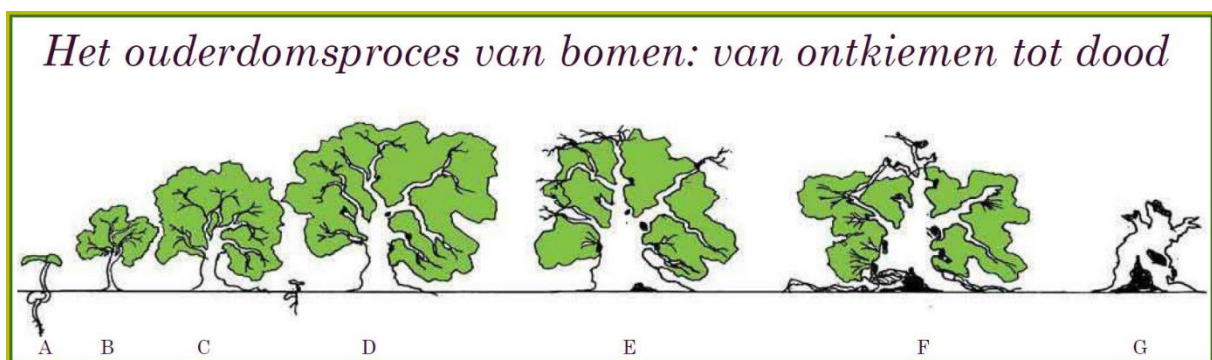 Het ouderdomsproces van bomen: van ontkiemen tot dood
A B C D E F G